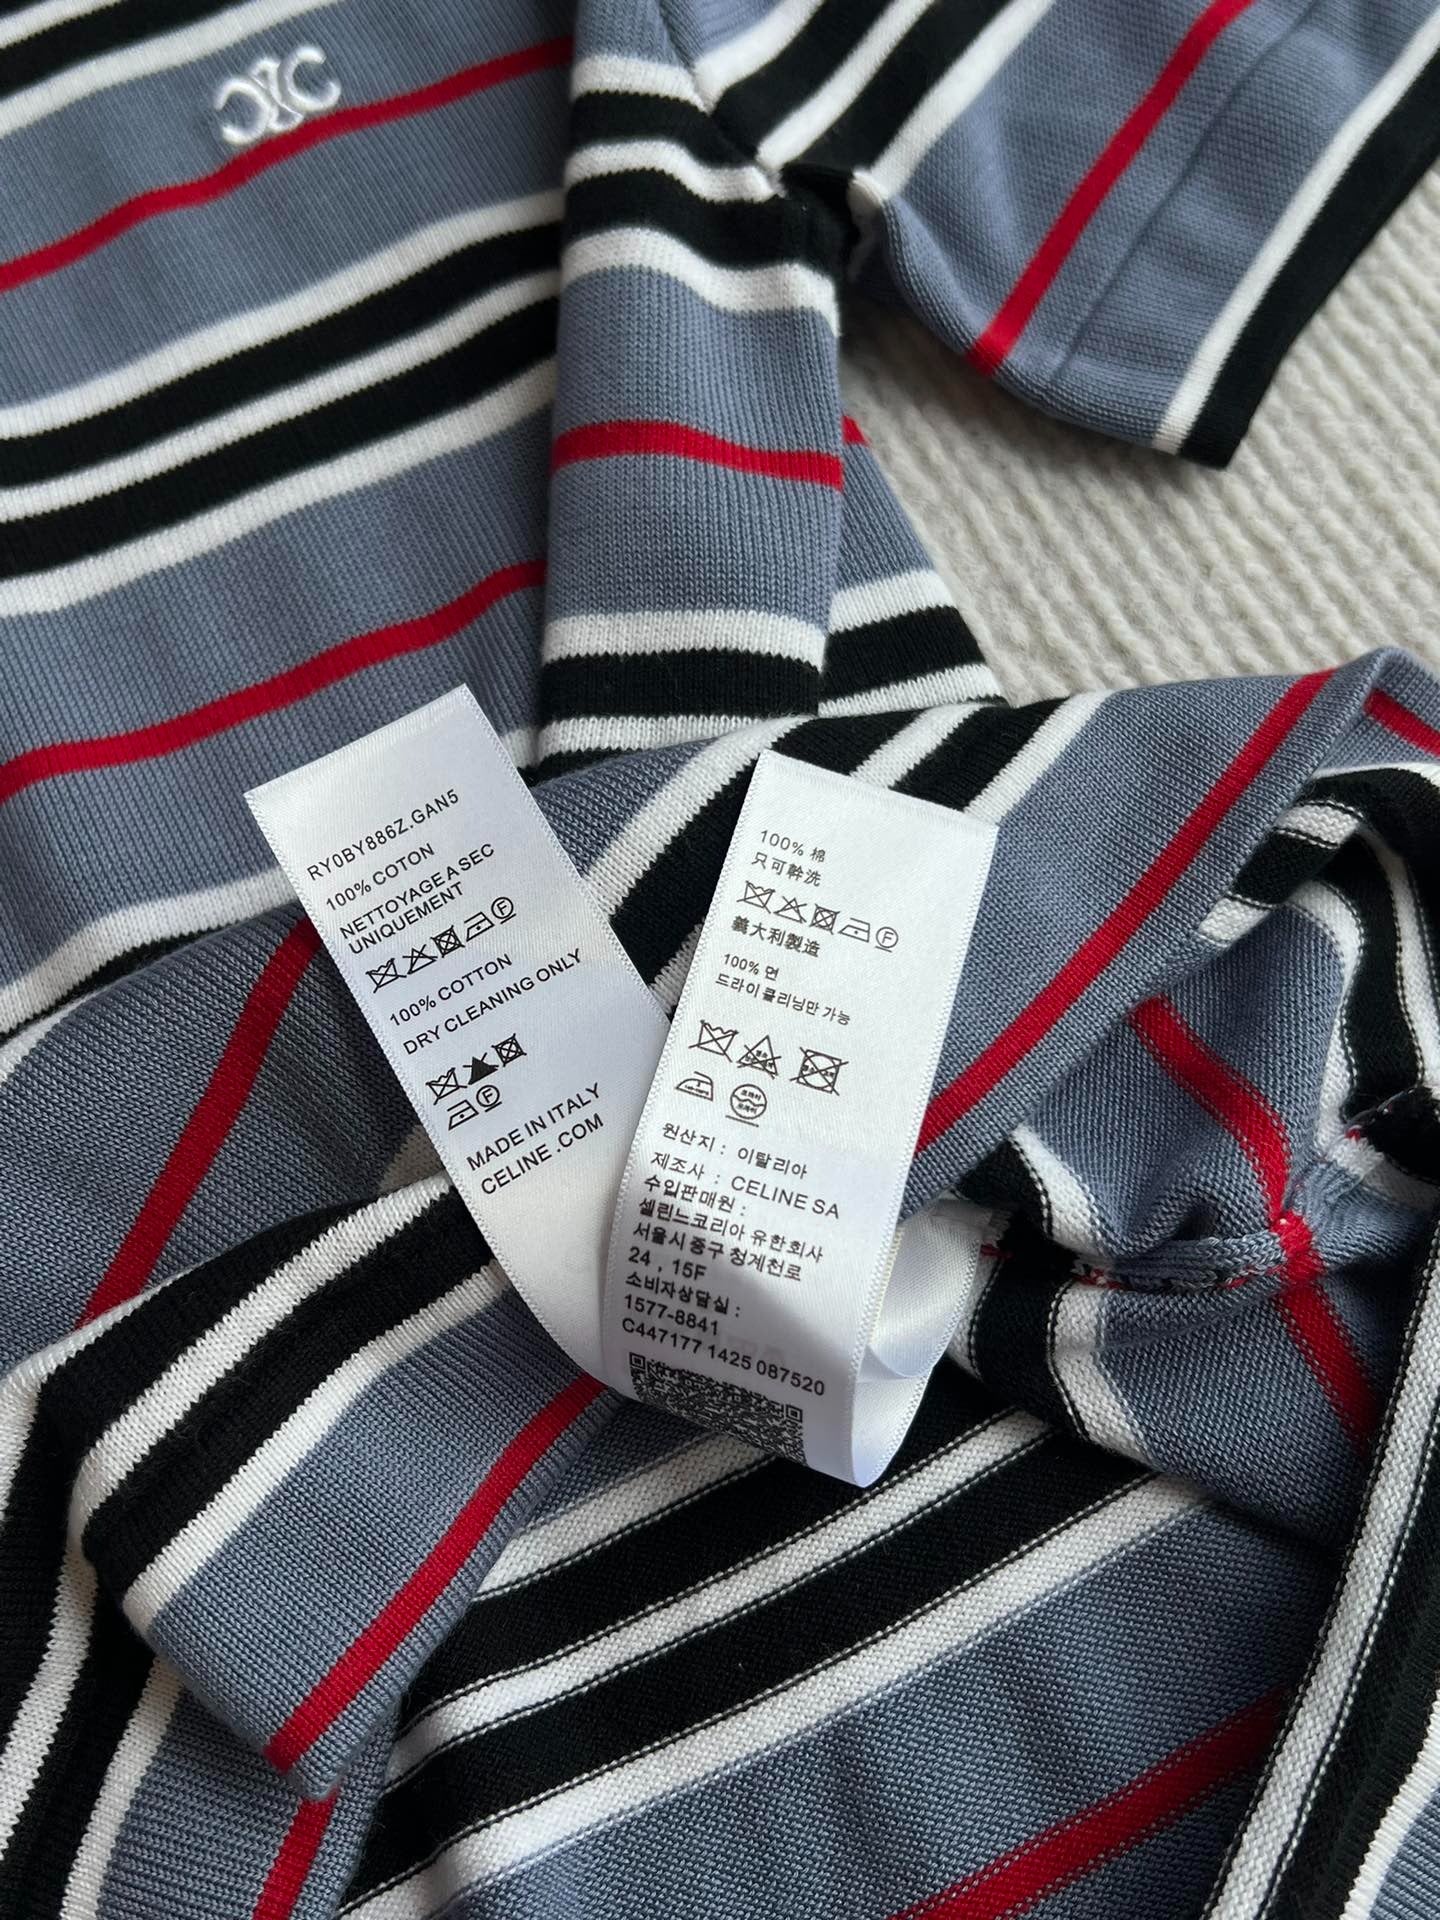 RY0BY886Z.GAN5
100% COTON
NETTOYAGE A SEC
UNIQUEMENT
F
100% COTTON
DRY CLEANING ONLY
F
MADE IN ITALY
CELINE .COM
100% 棉
只可幹洗
F
義大利製造
100% 면
드라이 클리닝만 가능
원산지 : 이탈리아
제조사 : CELINE SA
수입판매원 :
셀린느코리아 유한회사
서울시 중구 청계천로
24 , 15F
소비자상담실 :
1577-8841
C447177 1425 087520